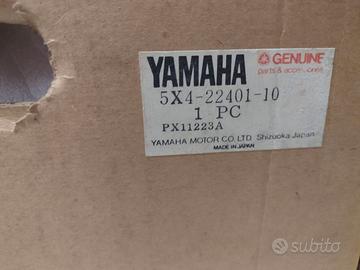 YAMAHA
GENUINE
parts & accessories
5X4-22401-10
1 PC
PX11223A
YAMAHA MOTOR CO. LTD. Shizuoka Japan
MADE IN JAPAN
subito